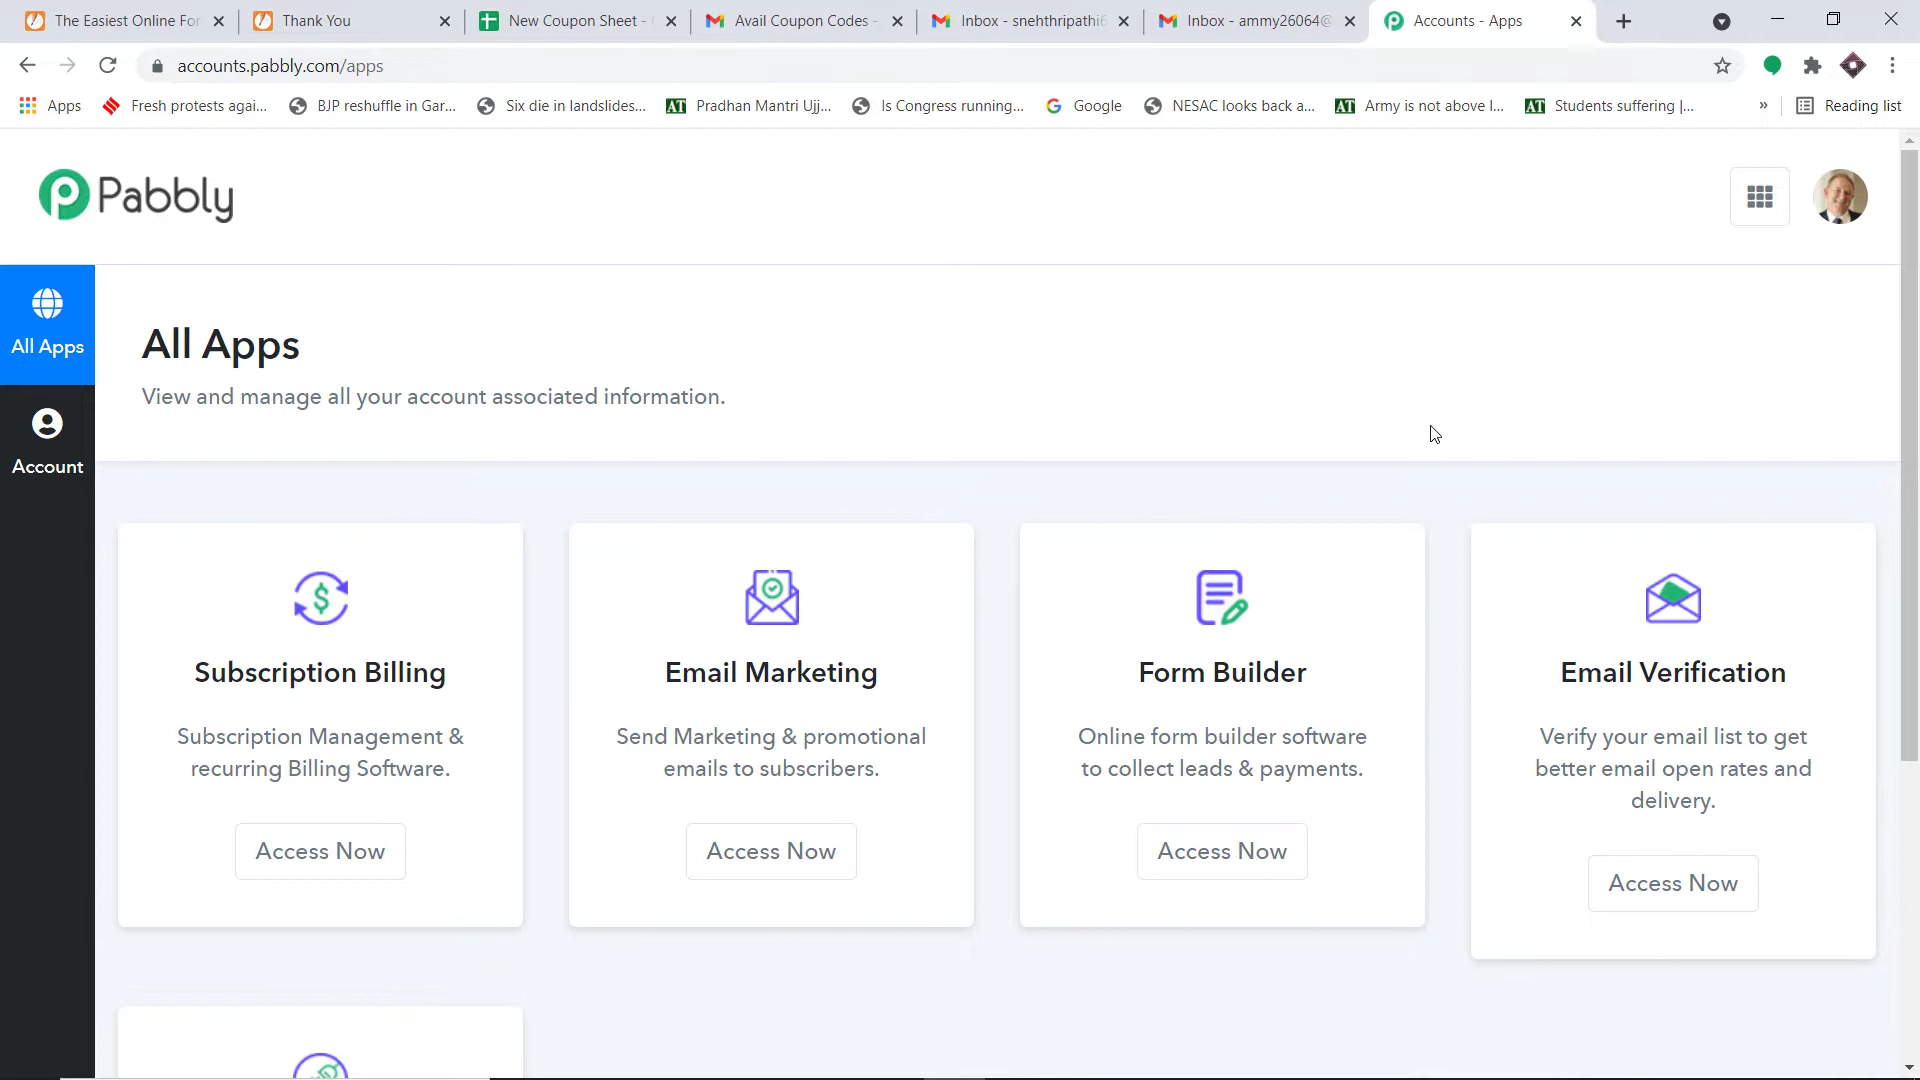 The Easiest Online For
Thank You
New Coupon Sheet -
Avail Coupon Codes -
Inbox - snehthripathi6
Inbox - ammy26064@
Accounts - Apps
accounts.pabbly.com/apps
Apps
Fresh protests agai...
BJP reshuffle in Gar...
Six die in landslides...
AT
Pradhan Mantri Ujj...
Is Congress running...
Google
NESAC looks back a...
AT
Army is not above l...
AT
Students suffering |...
»
Reading list
Pabbly
All Apps
Account
All Apps
View and manage all your account associated information.
Subscription Billing
Subscription Management &
recurring Billing Software.
Access Now
Email Marketing
Send Marketing & promotional
emails to subscribers.
Access Now
Form Builder
Online form builder software
to collect leads & payments.
Access Now
Email Verification
Verify your email list to get
better email open rates and
delivery.
Access Now